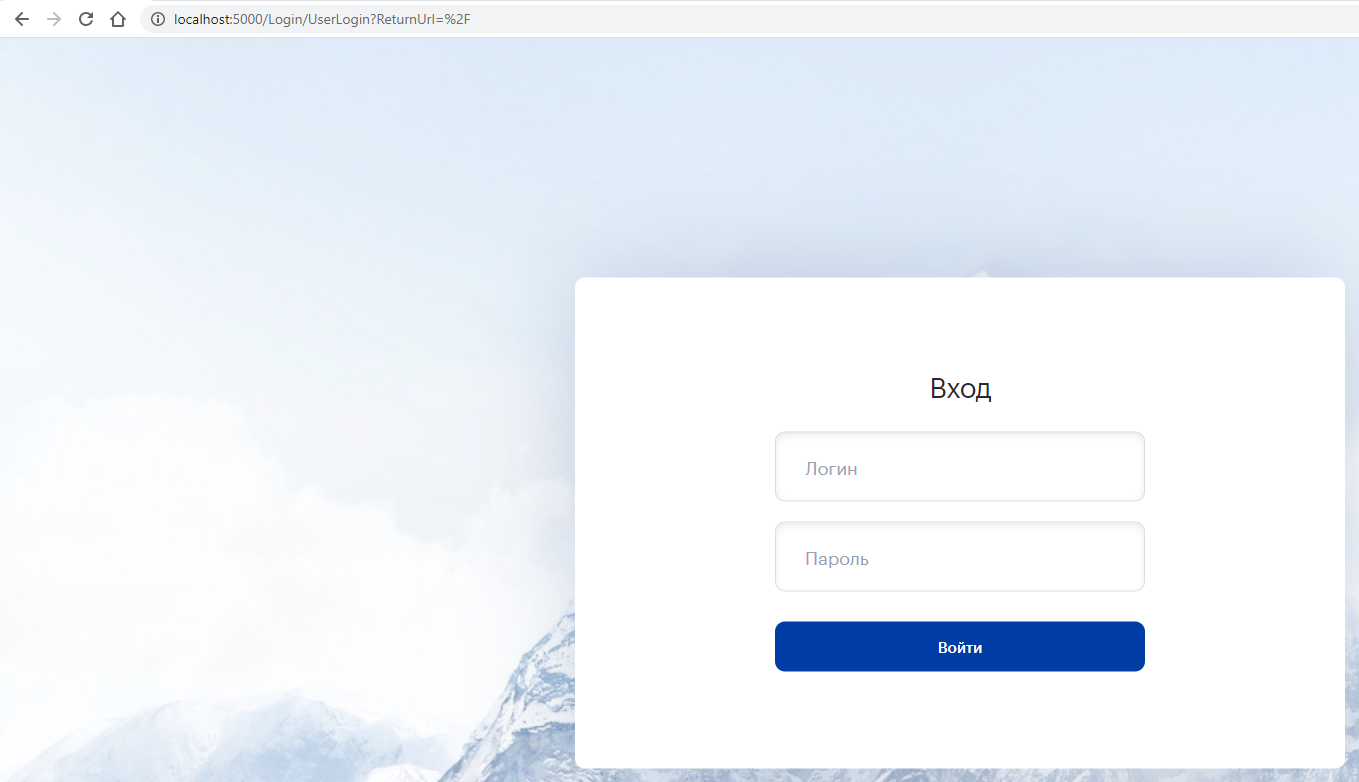 localhost:5000/Login/UserLogin?ReturnUrl=%2F
Вход
Логин
Пароль
Войти